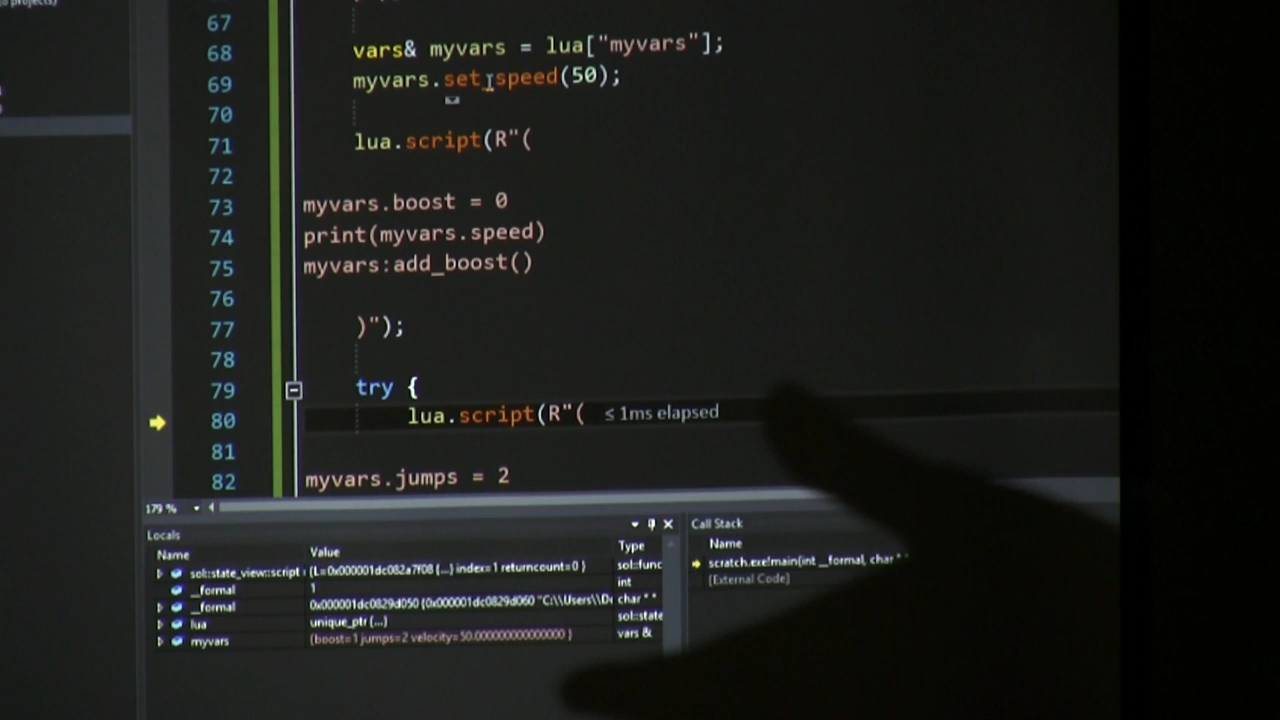 projects)
67
68 vars& myvars = lua["myvars"];
69 myvars.set_speed(50);
70
71 lua.script(R"(
72
73 myvars.boost = 0
74 print(myvars.speed)
75 myvars:add_boost()
76
77 )");
78
79 try {
80 lua.script(R"( ≤ 1ms elapsed
81
82 myvars.jumps = 2
179 %
Locals
Name Value Type
sol::state_view::script {L=0x000001dc082a7f08 {...} index=1 returncount=0 } sol::func
__formal 1 int
__formal 0x000001dc0829d050 {0x000001dc0829d060 "C:\\Users\\De char * *
lua unique_ptr {...} sol::state
myvars {boost=1 jumps=2 velocity=50.000000000000000 } vars &
Call Stack
Name
scratch.exe!main(int __formal, char * *
[External Code]